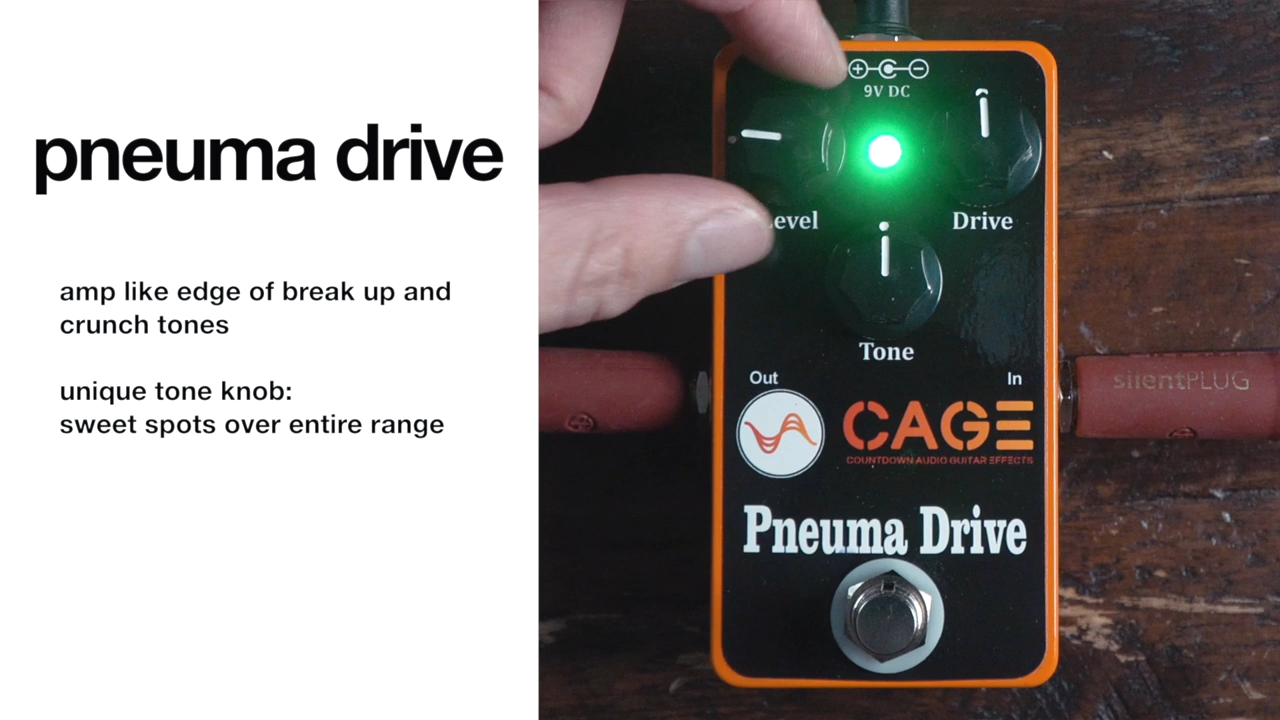 pneuma drive
amp like edge of break up and
crunch tones
unique tone knob:
sweet spots over entire range
9V DC
evel
Drive
Tone
Out
In
silentPLUG
CAGE
COUNTDOWN AUDIO GUITAR EFFECTS
Pneuma Drive